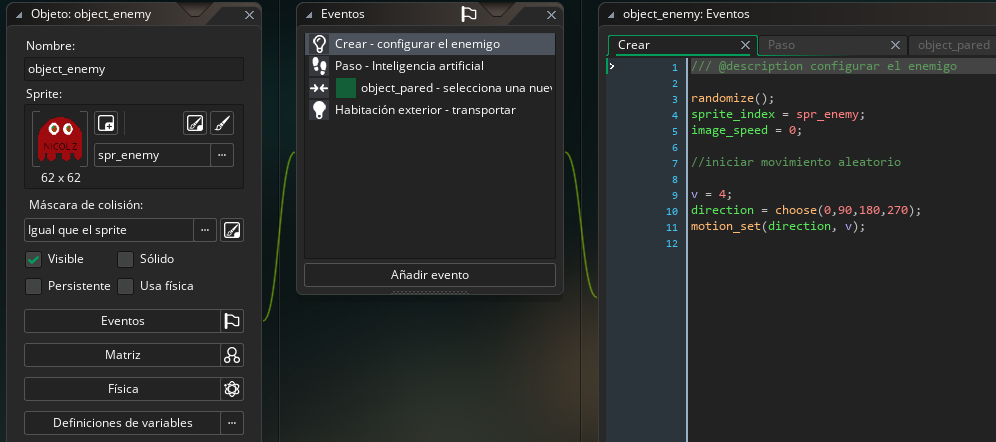 Objeto: object_enemy
Nombre:
object_enemy
Sprite:
NICOLZ
spr_enemy
...
62 x 62
Máscara de colisión:
Igual que el sprite
...
Visible
Sólido
Persistente
Usa física
Eventos
Matriz
Física
Definiciones de variables
...
Eventos
Crear - configurar el enemigo
Paso - Inteligencia artificial
object_pared - selecciona una nuev
Habitación exterior - transportar
Añadir evento
object_enemy: Eventos
Crear
Paso
object_pared
1 /// @description configurar el enemigo
2
3 randomize();
4 sprite_index = spr_enemy;
5 image_speed = 0;
6
7 //iniciar movimiento aleatorio
8
9 v = 4;
10 direction = choose(0,90,180,270);
11 motion_set(direction, v);
12